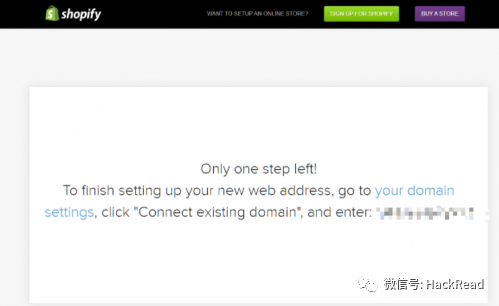 shopify
WANT TO SETUP AN ONLINE STORE?
SIGN UP FOR SHOPIFY
BUY A STORE
Only one step left!
To finish setting up your new web address, go to your domain
settings, click "Connect existing domain", and enter:
微信号: HackRead